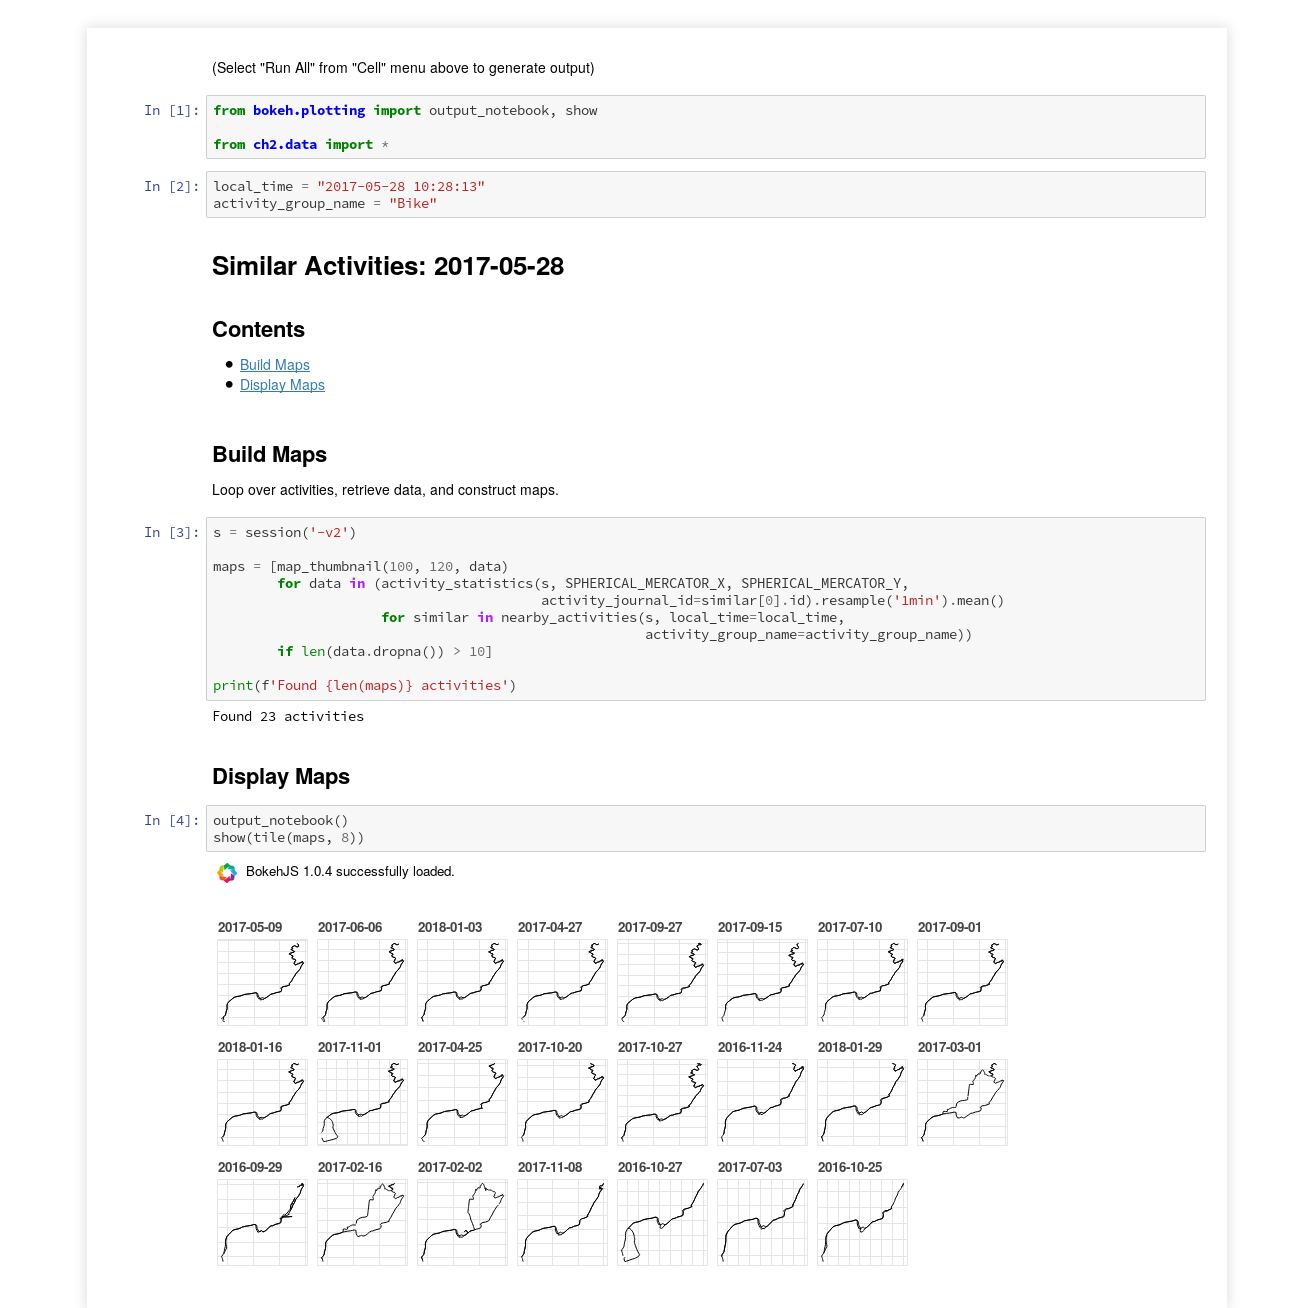 (Select "Run All" from "Cell" menu above to generate output)
In [1]: from bokeh.plotting import output_notebook, show
from ch2.data import *
In [2]: local_time = "2017-05-28 10:28:13"
activity_group_name = "Bike"
Similar Activities: 2017-05-28
Contents
● Build Maps
● Display Maps
Build Maps
Loop over activities, retrieve data, and construct maps.
In [3]: s = session('-v2')
maps = [map_thumbnail(100, 120, data)
        for data in (activity_statistics(s, SPHERICAL_MERCATOR_X, SPHERICAL_MERCATOR_Y,
                                         activity_journal_id=similar[0].id).resample('1min').mean()
                     for similar in nearby_activities(s, local_time=local_time,
                                                      activity_group_name=activity_group_name))
        if len(data.dropna()) > 10]
print(f'Found {len(maps)} activities')
Found 23 activities
Display Maps
In [4]: output_notebook()
show(tile(maps, 8))
BokehJS 1.0.4 successfully loaded.
2017-05-09 2017-06-06 2018-01-03 2017-04-27 2017-09-27 2017-09-15 2017-07-10 2017-09-01
2018-01-16 2017-11-01 2017-04-25 2017-10-20 2017-10-27 2016-11-24 2018-01-29 2017-03-01
2016-09-29 2017-02-16 2017-02-02 2017-11-08 2016-10-27 2017-07-03 2016-10-25